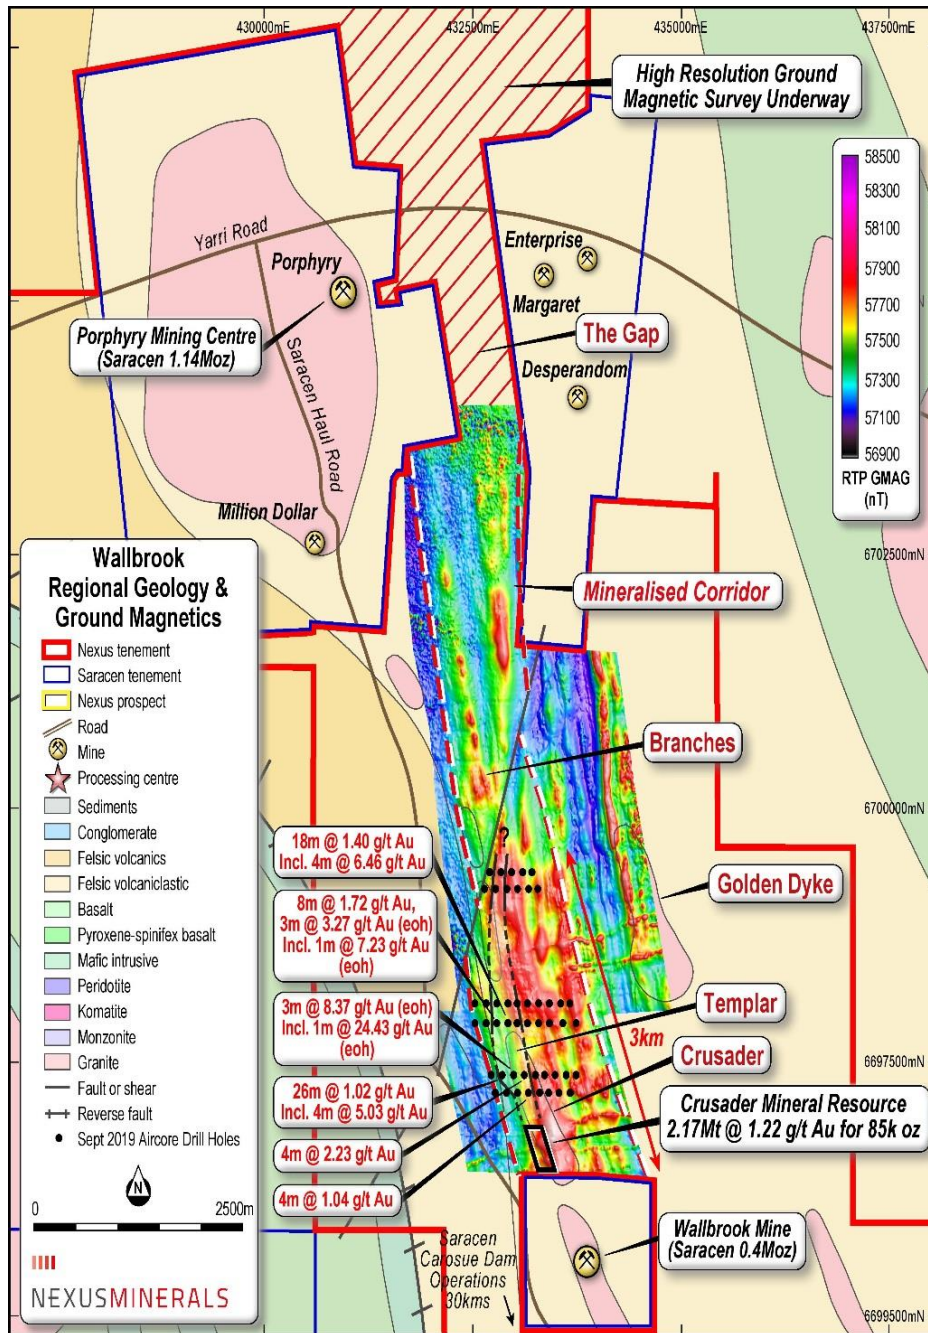 430000mE
432500mE
435000mE
437500mE
High Resolution Ground
Magnetic Survey Underway
58500
58300
58100
57900
57700
57500
57300
57100
56900
RTP GMAG
(nT)
Yarri Road
Enterprise
Porphyry
Margaret
Porphyry Mining Centre
(Saracen 1.14Moz)
The Gap
Saracen Haul Road
Desperandom
Million Dollar
6702500mN
Mineralised Corridor
Wallbrook
Regional Geology &
Ground Magnetics
Nexus tenement
Saracen tenement
Nexus prospect
Road
Mine
Processing centre
Sediments
Conglomerate
Felsic volcanics
Felsic volcaniclastic
Basalt
Pyroxene-spinifex basalt
Mafic intrusive
Peridotite
Komatite
Monzonite
Granite
Fault or shear
Reverse fault
Sept 2019 Aircore Drill Holes
N
0 2500m
NEXUSMINERALS
Branches
6700000mN
?
18m @ 1.40 g/t Au
Incl. 4m @ 6.46 g/t Au
8m @ 1.72 g/t Au,
3m @ 3.27 g/t Au (eoh)
Incl. 1m @ 7.23 g/t Au
(eoh)
Golden Dyke
3m @ 8.37 g/t Au (eoh)
Incl. 1m @ 24.43 g/t Au
(eoh)
Templar
3km
Crusader
6697500mN
26m @ 1.02 g/t Au
Incl. 4m @ 5.03 g/t Au
Crusader Mineral Resource
2.17Mt @ 1.22 g/t Au for 85k oz
4m @ 2.23 g/t Au
4m @ 1.04 g/t Au
Wallbrook Mine
(Saracen 0.4Moz)
Saracen
Carosue Dam
Operations
30kms
6699500mN